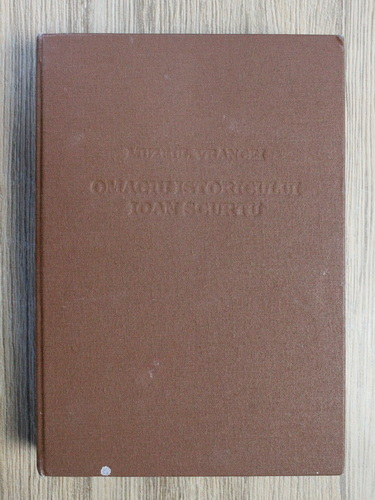 MUZEUL VRANCEI
OMAGIU ISTORICULUI
IOAN SCURTU